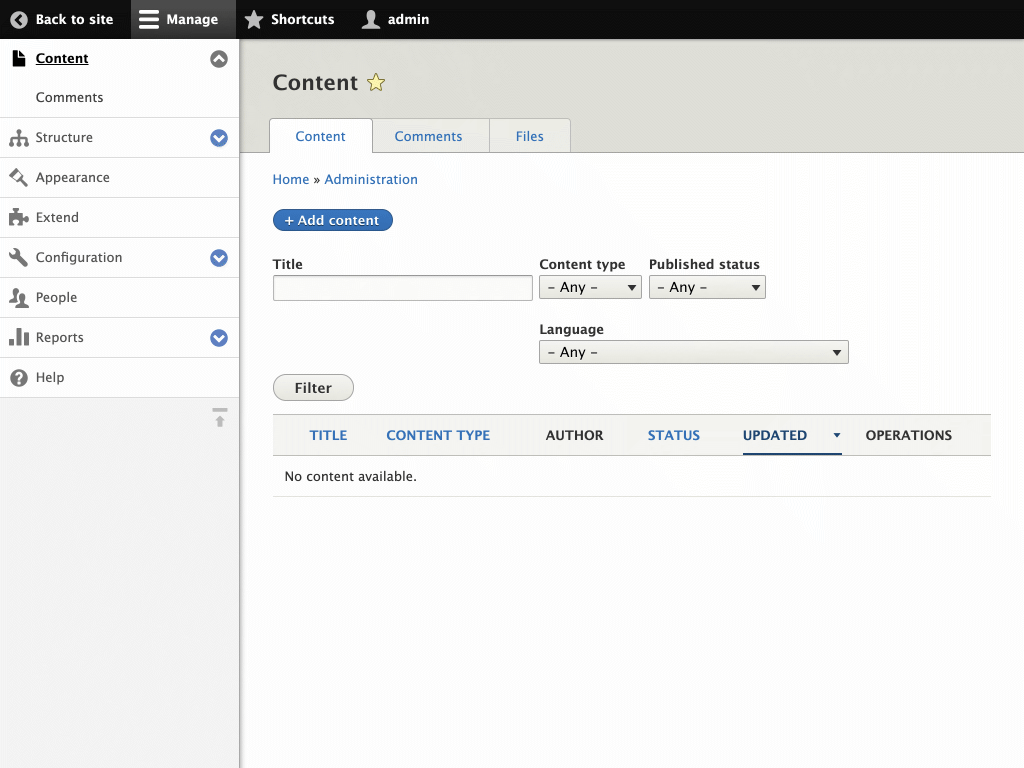 Back to site Manage Shortcuts admin
Content
Comments
Structure
Appearance
Extend
Configuration
People
Reports
Help
Content
Content Comments Files
Home » Administration
+ Add content
Title Content type Published status
– Any – – Any –
Language
– Any –
Filter
TITLE CONTENT TYPE AUTHOR STATUS UPDATED OPERATIONS
No content available.